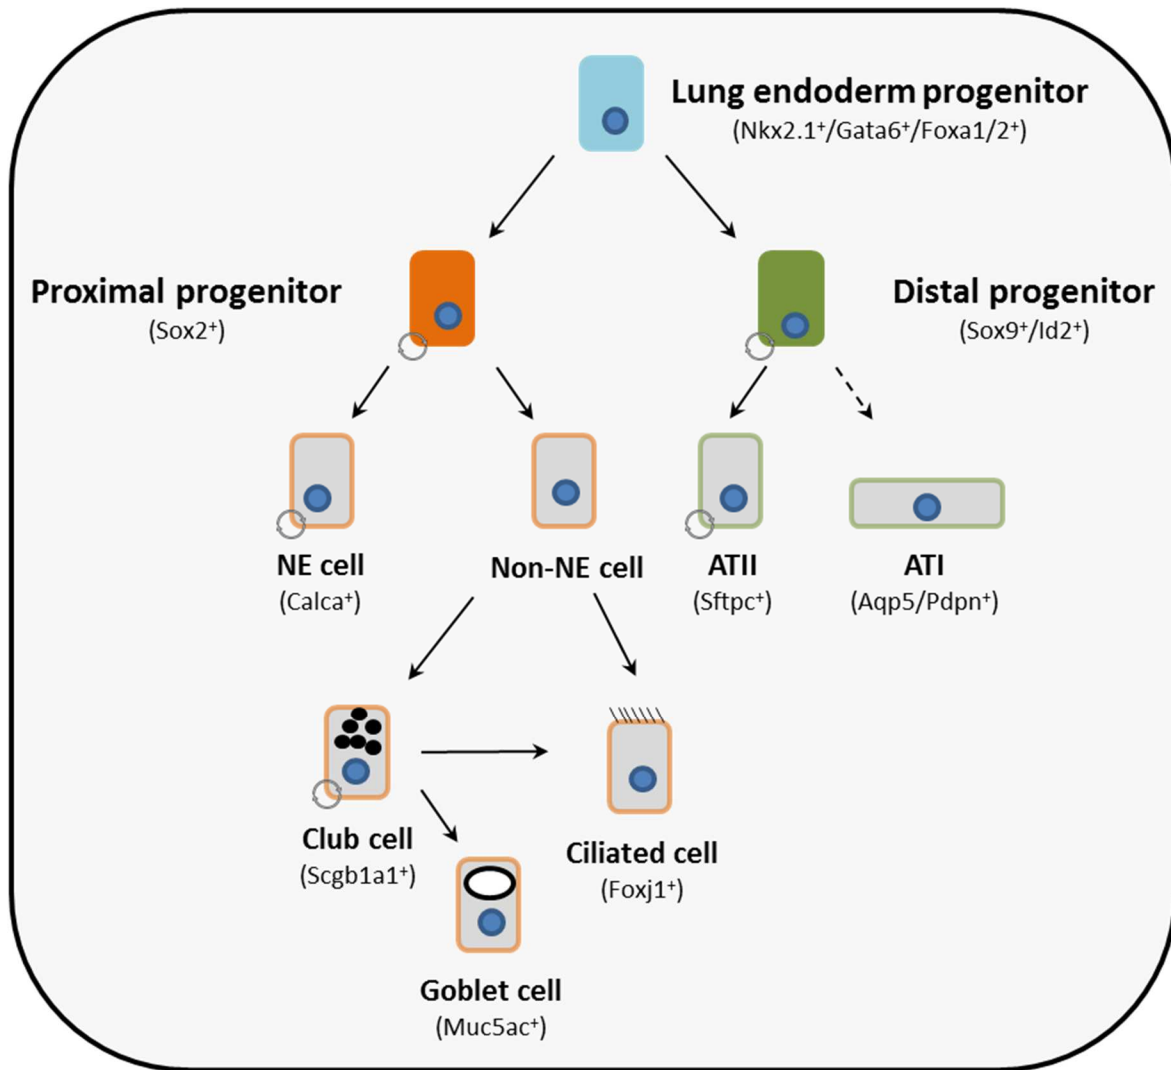 Lung endoderm progenitor
(Nkx2.1⁺/Gata6⁺/Foxa1/2⁺)
Proximal progenitor
(Sox2⁺)
Distal progenitor
(Sox9⁺/Id2⁺)
NE cell
(Calca⁺)
Non-NE cell
ATII
(Sftpc⁺)
ATI
(Aqp5/Pdpn⁺)
Club cell
(Scgb1a1⁺)
Ciliated cell
(Foxj1⁺)
Goblet cell
(Muc5ac⁺)